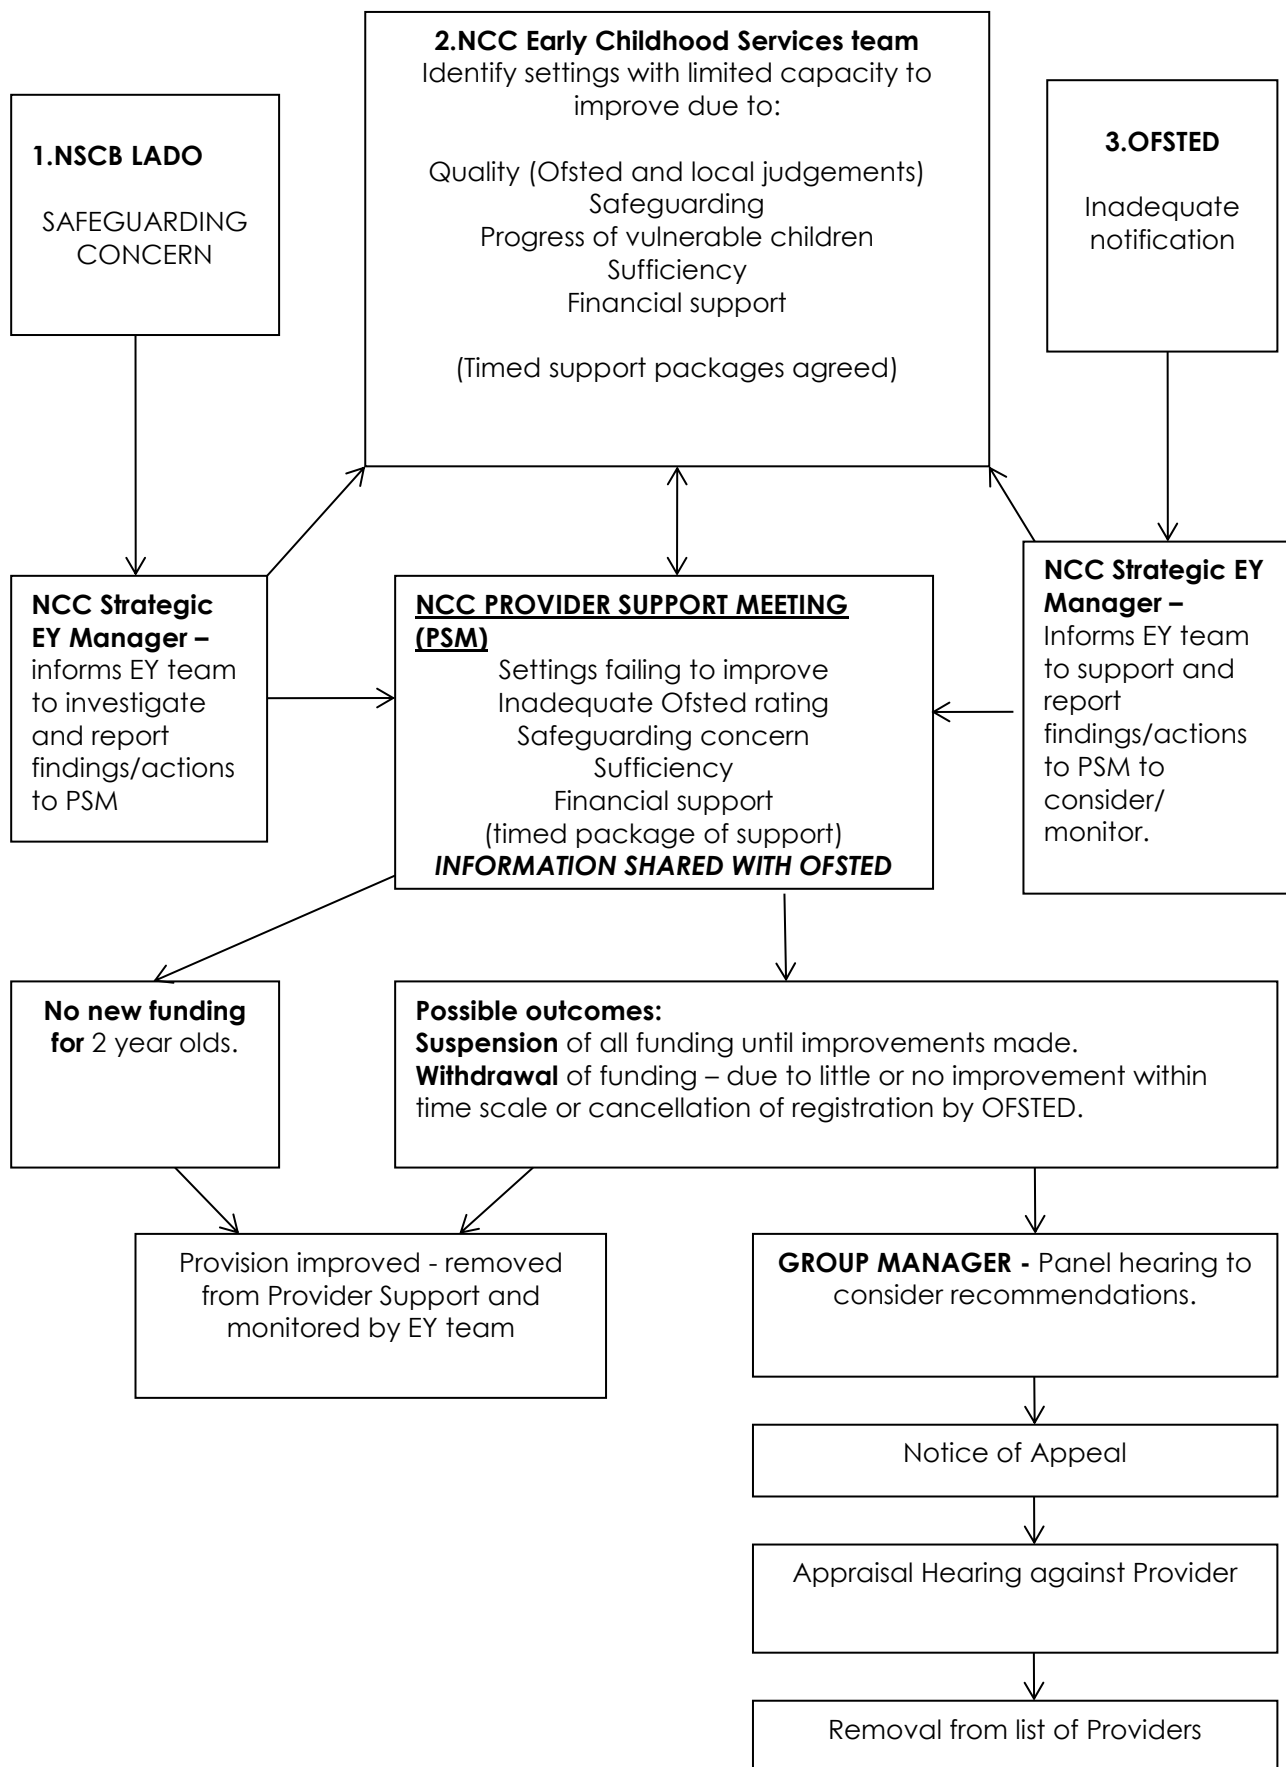 2.NCC Early Childhood Services team
Identify settings with limited capacity to
improve due to:
Quality (Ofsted and local judgements)
Safeguarding
Progress of vulnerable children
Sufficiency
Financial support
(Timed support packages agreed)
1.NSCB LADO
SAFEGUARDING
CONCERN
3.OFSTED
Inadequate
notification
NCC Strategic
EY Manager –
informs EY team
to investigate
and report
findings/actions
to PSM
NCC PROVIDER SUPPORT MEETING
(PSM)
Settings failing to improve
Inadequate Ofsted rating
Safeguarding concern
Sufficiency
Financial support
(timed package of support)
INFORMATION SHARED WITH OFSTED
NCC Strategic EY
Manager –
Informs EY team
to support and
report
findings/actions
to PSM to
consider/
monitor.
No new funding
for 2 year olds.
Possible outcomes:
Suspension of all funding until improvements made.
Withdrawal of funding – due to little or no improvement within
time scale or cancellation of registration by OFSTED.
Provision improved - removed
from Provider Support and
monitored by EY team
GROUP MANAGER - Panel hearing to
consider recommendations.
Notice of Appeal
Appraisal Hearing against Provider
Removal from list of Providers